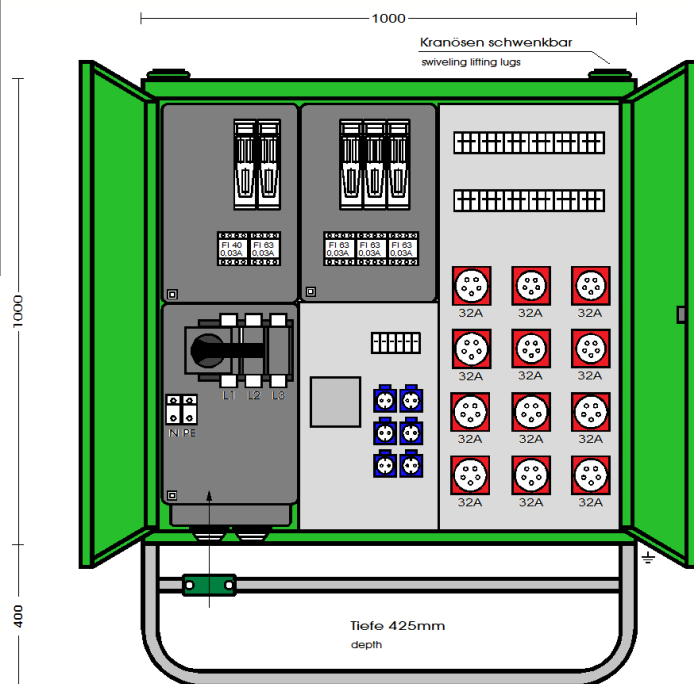 1000
Kranösen schwenkbar
swiveling lifting lugs
FI 40
0,03A
FI 63
0,03A
FI 63
0,03A
FI 63
0,03A
FI 63
0,03A
1000
32A 32A 32A
32A 32A 32A
L1 L2 L3
N PE
32A 32A 32A
32A 32A 32A
400
Tiefe 425mm
depth